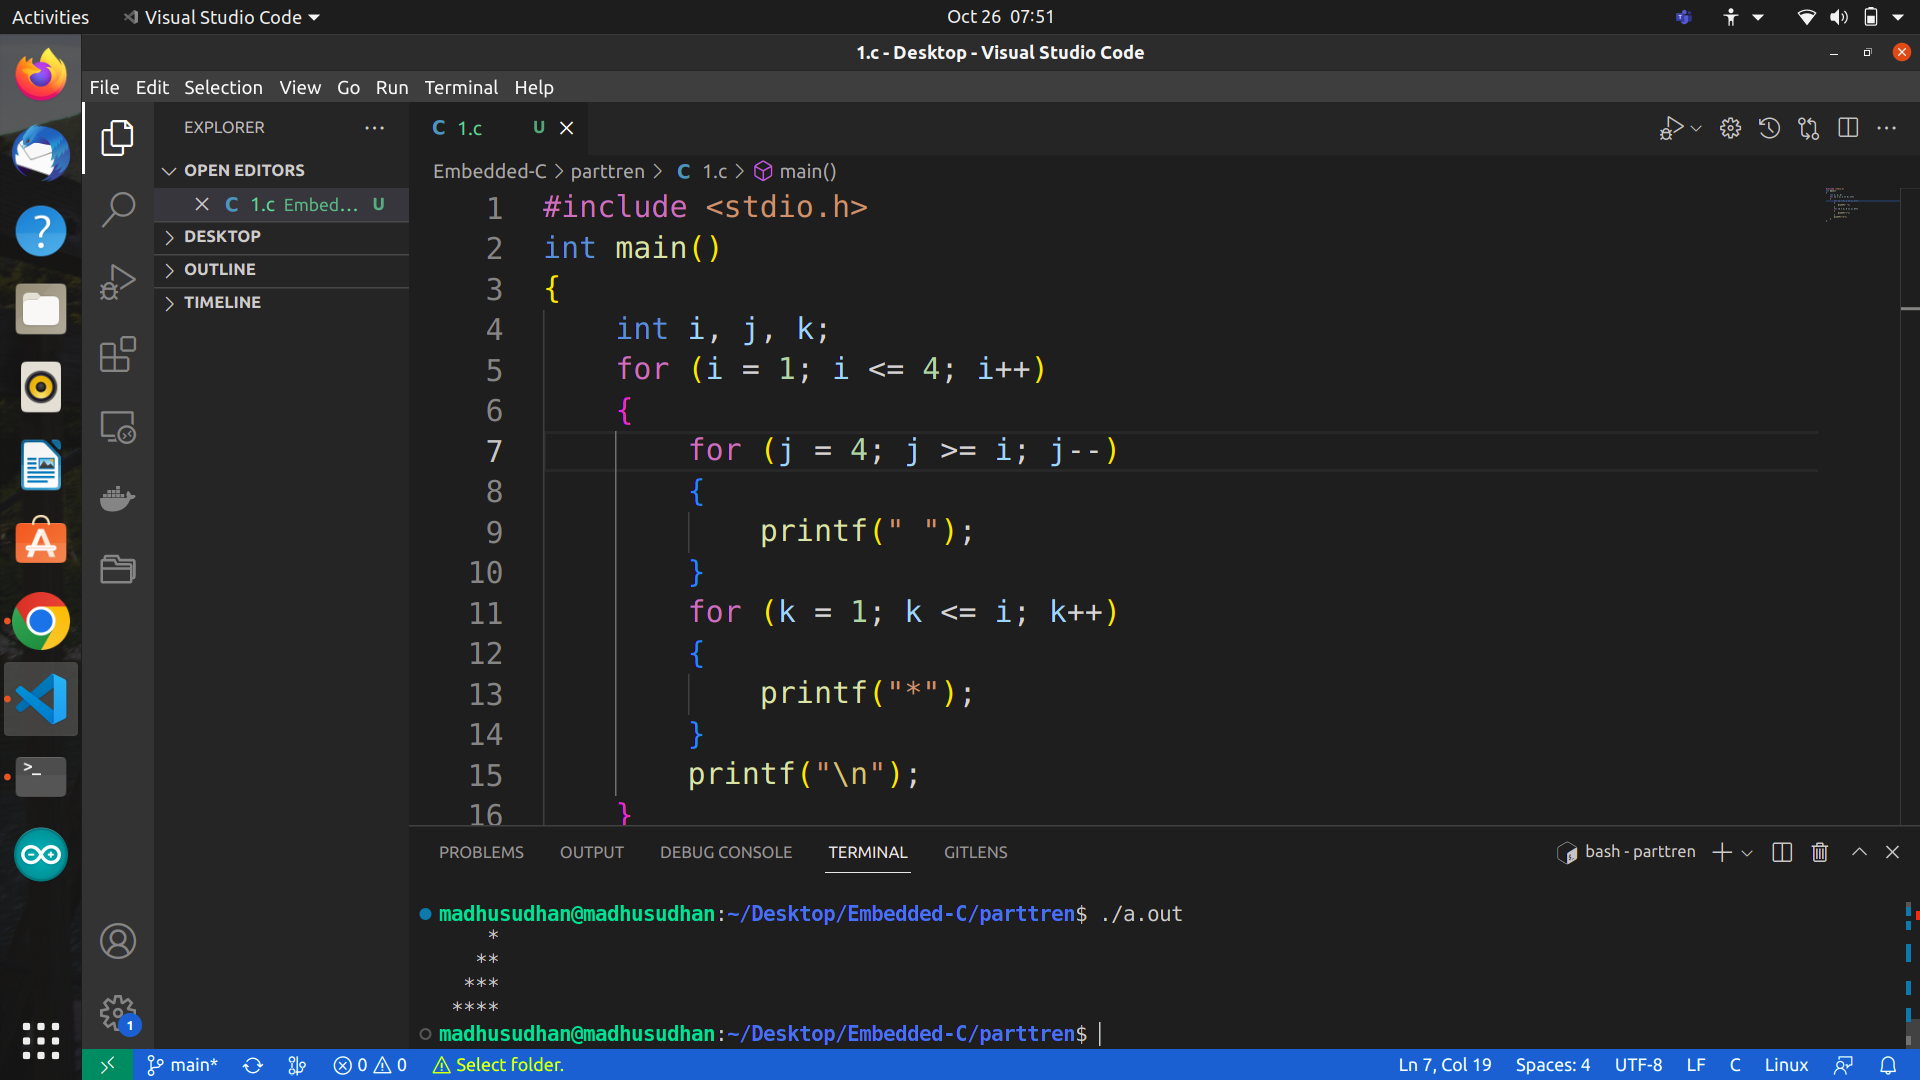 Activities
Visual Studio Code
Oct 26 07:51
1.c - Desktop - Visual Studio Code
File Edit Selection View Go Run Terminal Help
EXPLORER
OPEN EDITORS
C 1.c Embed... U
DESKTOP
OUTLINE
TIMELINE
C 1.c U
Embedded-C > parttren > C 1.c > main()
1 #include <stdio.h>
2 int main()
3 {
4     int i, j, k;
5     for (i = 1; i <= 4; i++)
6     {
7         for (j = 4; j >= i; j--)
8         {
9             printf(" ");
10         }
11         for (k = 1; k <= i; k++)
12         {
13             printf("*");
14         }
15         printf("\n");
16     }
PROBLEMS OUTPUT DEBUG CONSOLE TERMINAL GITLENS
bash - parttren
madhusudhan@madhusudhan:~/Desktop/Embedded-C/parttren$ ./a.out
    *
   **
  ***
 ****
madhusudhan@madhusudhan:~/Desktop/Embedded-C/parttren$
1
main* 0 0 Select folder. Ln 7, Col 19 Spaces: 4 UTF-8 LF C Linux